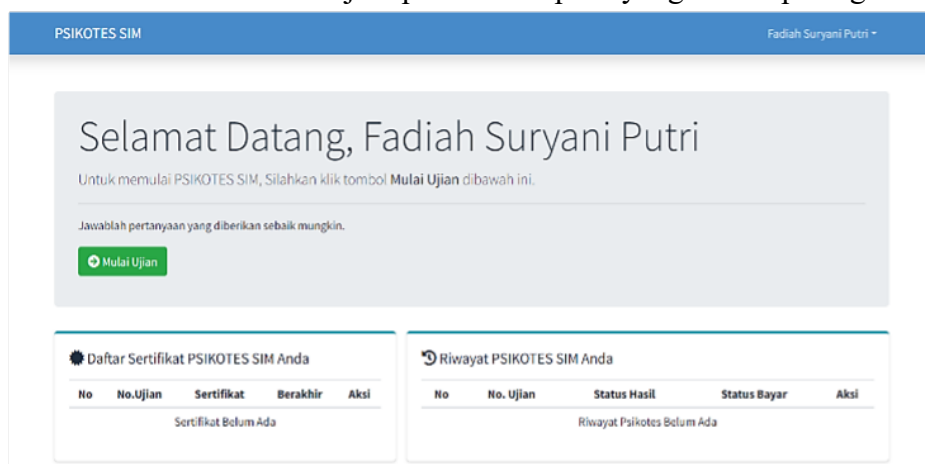 PSIKOTES SIM
Fadiah Suryani Putri
Selamat Datang, Fadiah Suryani Putri
Untuk memulai PSIKOTES SIM, Silahkan klik tombol Mulai Ujian dibawah ini.
Jawablah pertanyaan yang diberikan sebaik mungkin.
Mulai Ujian
Daftar Sertifikat PSIKOTES SIM Anda
No No.Ujian Sertifikat Berakhir Aksi
Sertifikat Belum Ada
Riwayat PSIKOTES SIM Anda
No No. Ujian Status Hasil Status Bayar Aksi
Riwayat Psikotes Belum Ada